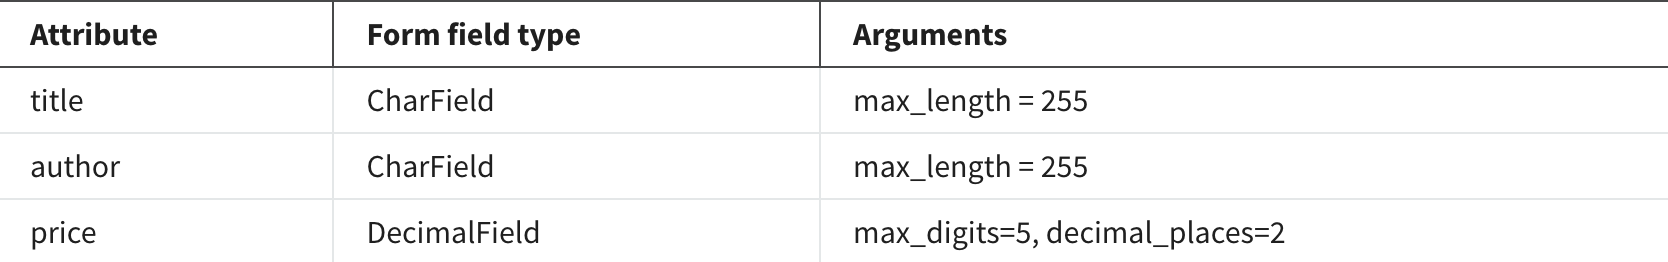 Attribute Form field type Arguments
title CharField max_length = 255
author CharField max_length = 255
price DecimalField max_digits=5, decimal_places=2